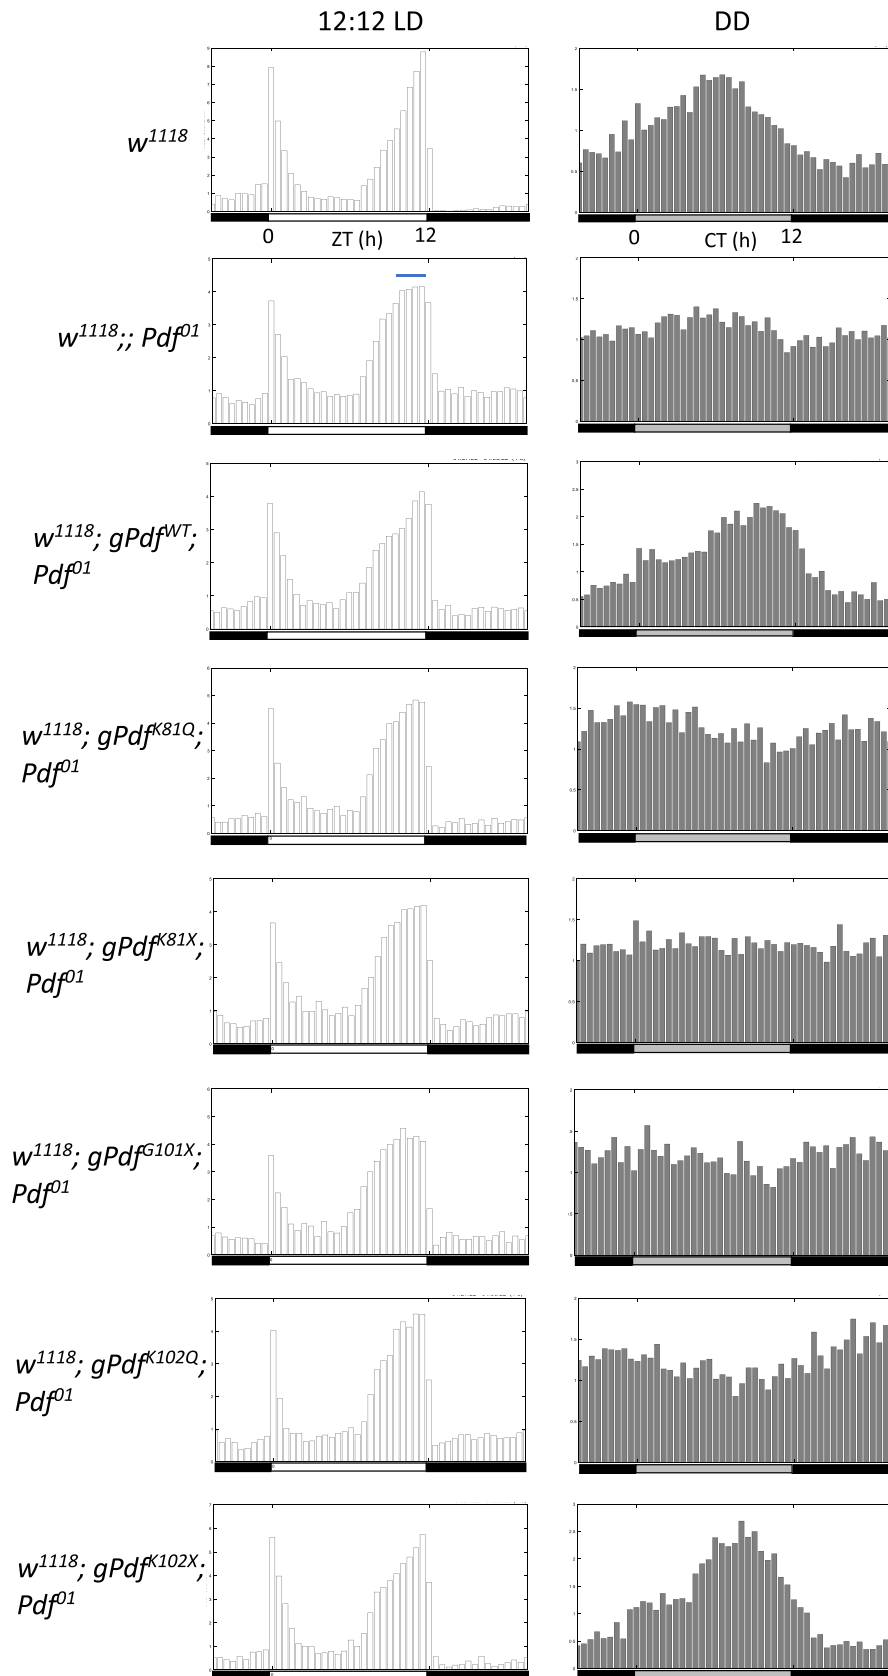 12:12 LD DD
w1118
0 ZT (h) 12 0 CT (h) 12
w1118;; Pdf01
w1118; gPdfWT;
Pdf01
w1118; gPdfK81Q;
Pdf01
w1118; gPdfK81X;
Pdf01
w1118; gPdfG101X;
Pdf01
w1118; gPdfK102Q;
Pdf01
w1118; gPdfK102X;
Pdf01